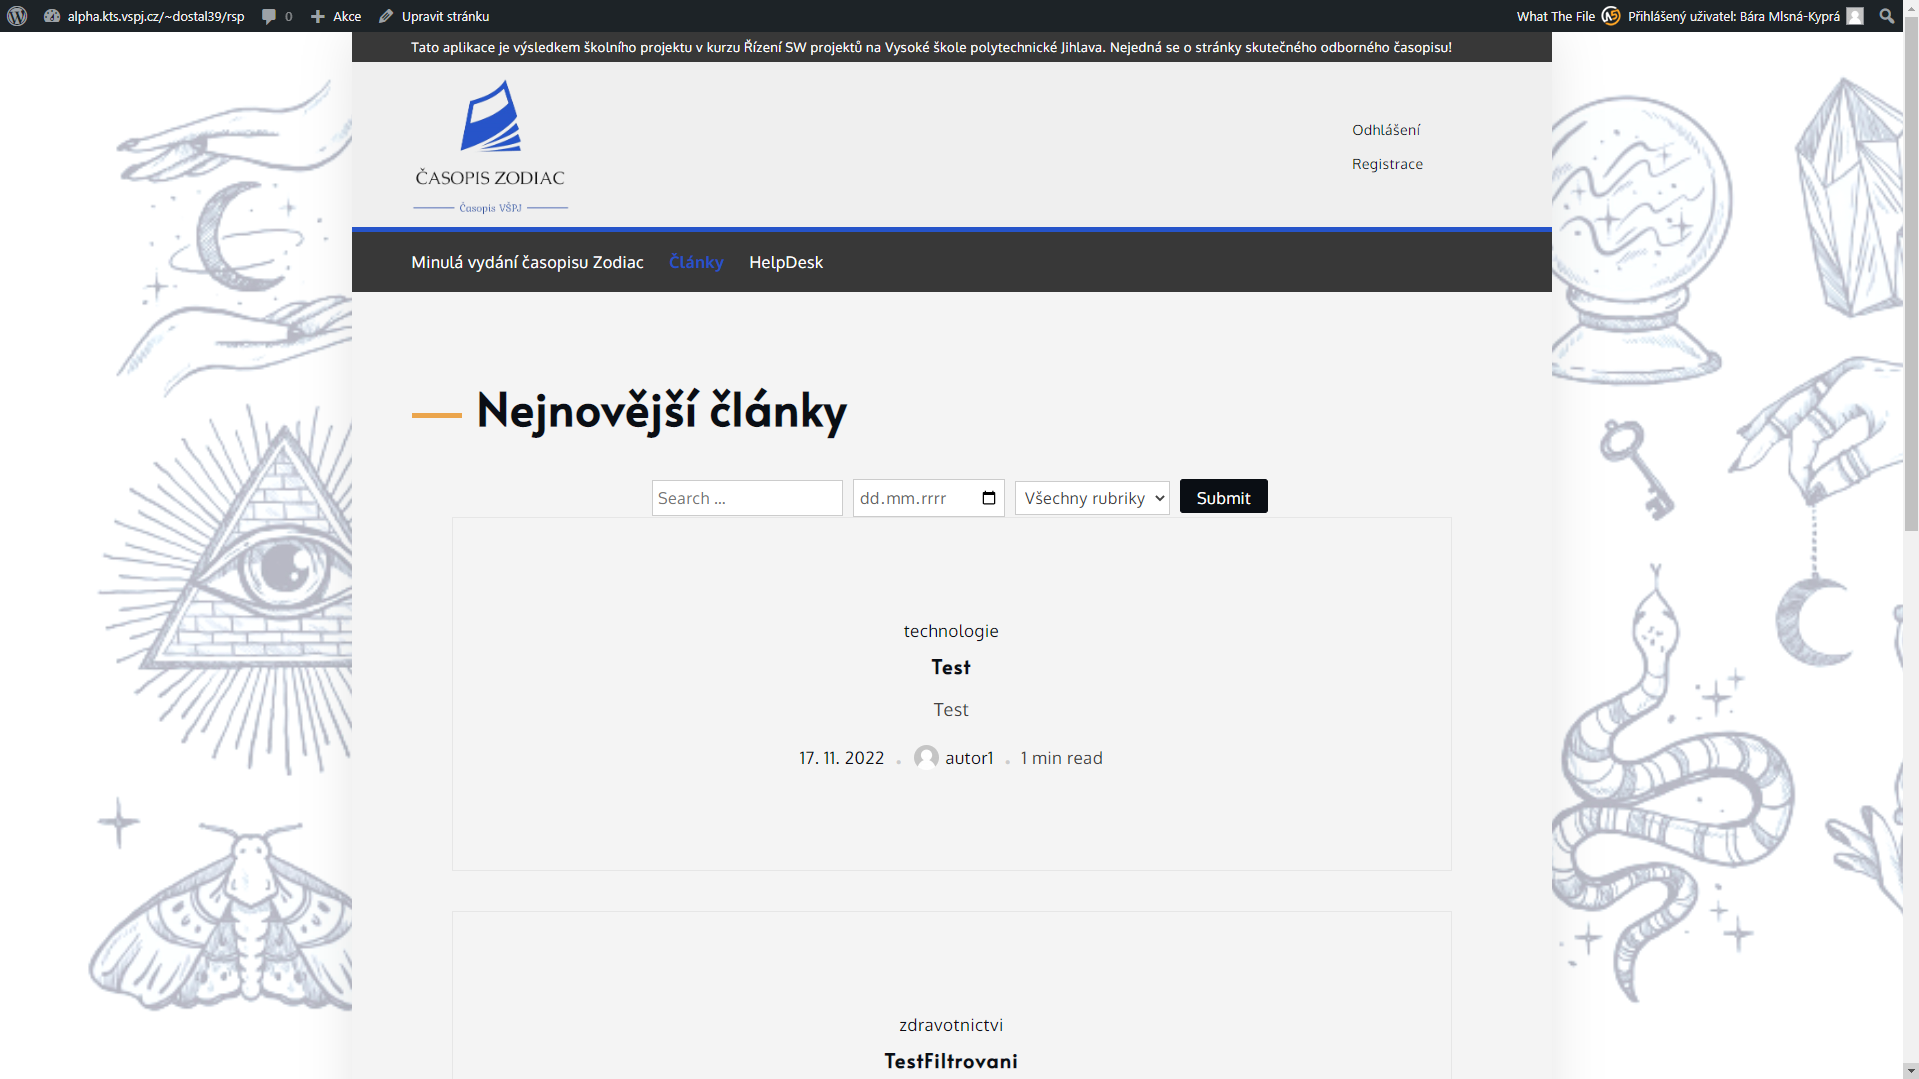 alpha.kts.vspj.cz/~dostal39/rsp 0 Akce Upravit stránku What The File Přihlášený uživatel: Bára Mlsná-Kyprá
Tato aplikace je výsledkem školního projektu v kurzu Řízení SW projektů na Vysoké škole polytechnické Jihlava. Nejedná se o stránky skutečného odborného časopisu!
ČASOPIS ZODIAC
Časopis VŠPJ
Odhlášení
Registrace
Minulá vydání časopisu Zodiac Články HelpDesk
Nejnovější články
Search ... dd.mm.rrrr Všechny rubriky Submit
technologie
Test
Test
17. 11. 2022 autor1 1 min read
zdravotnictvi
TestFiltrovani